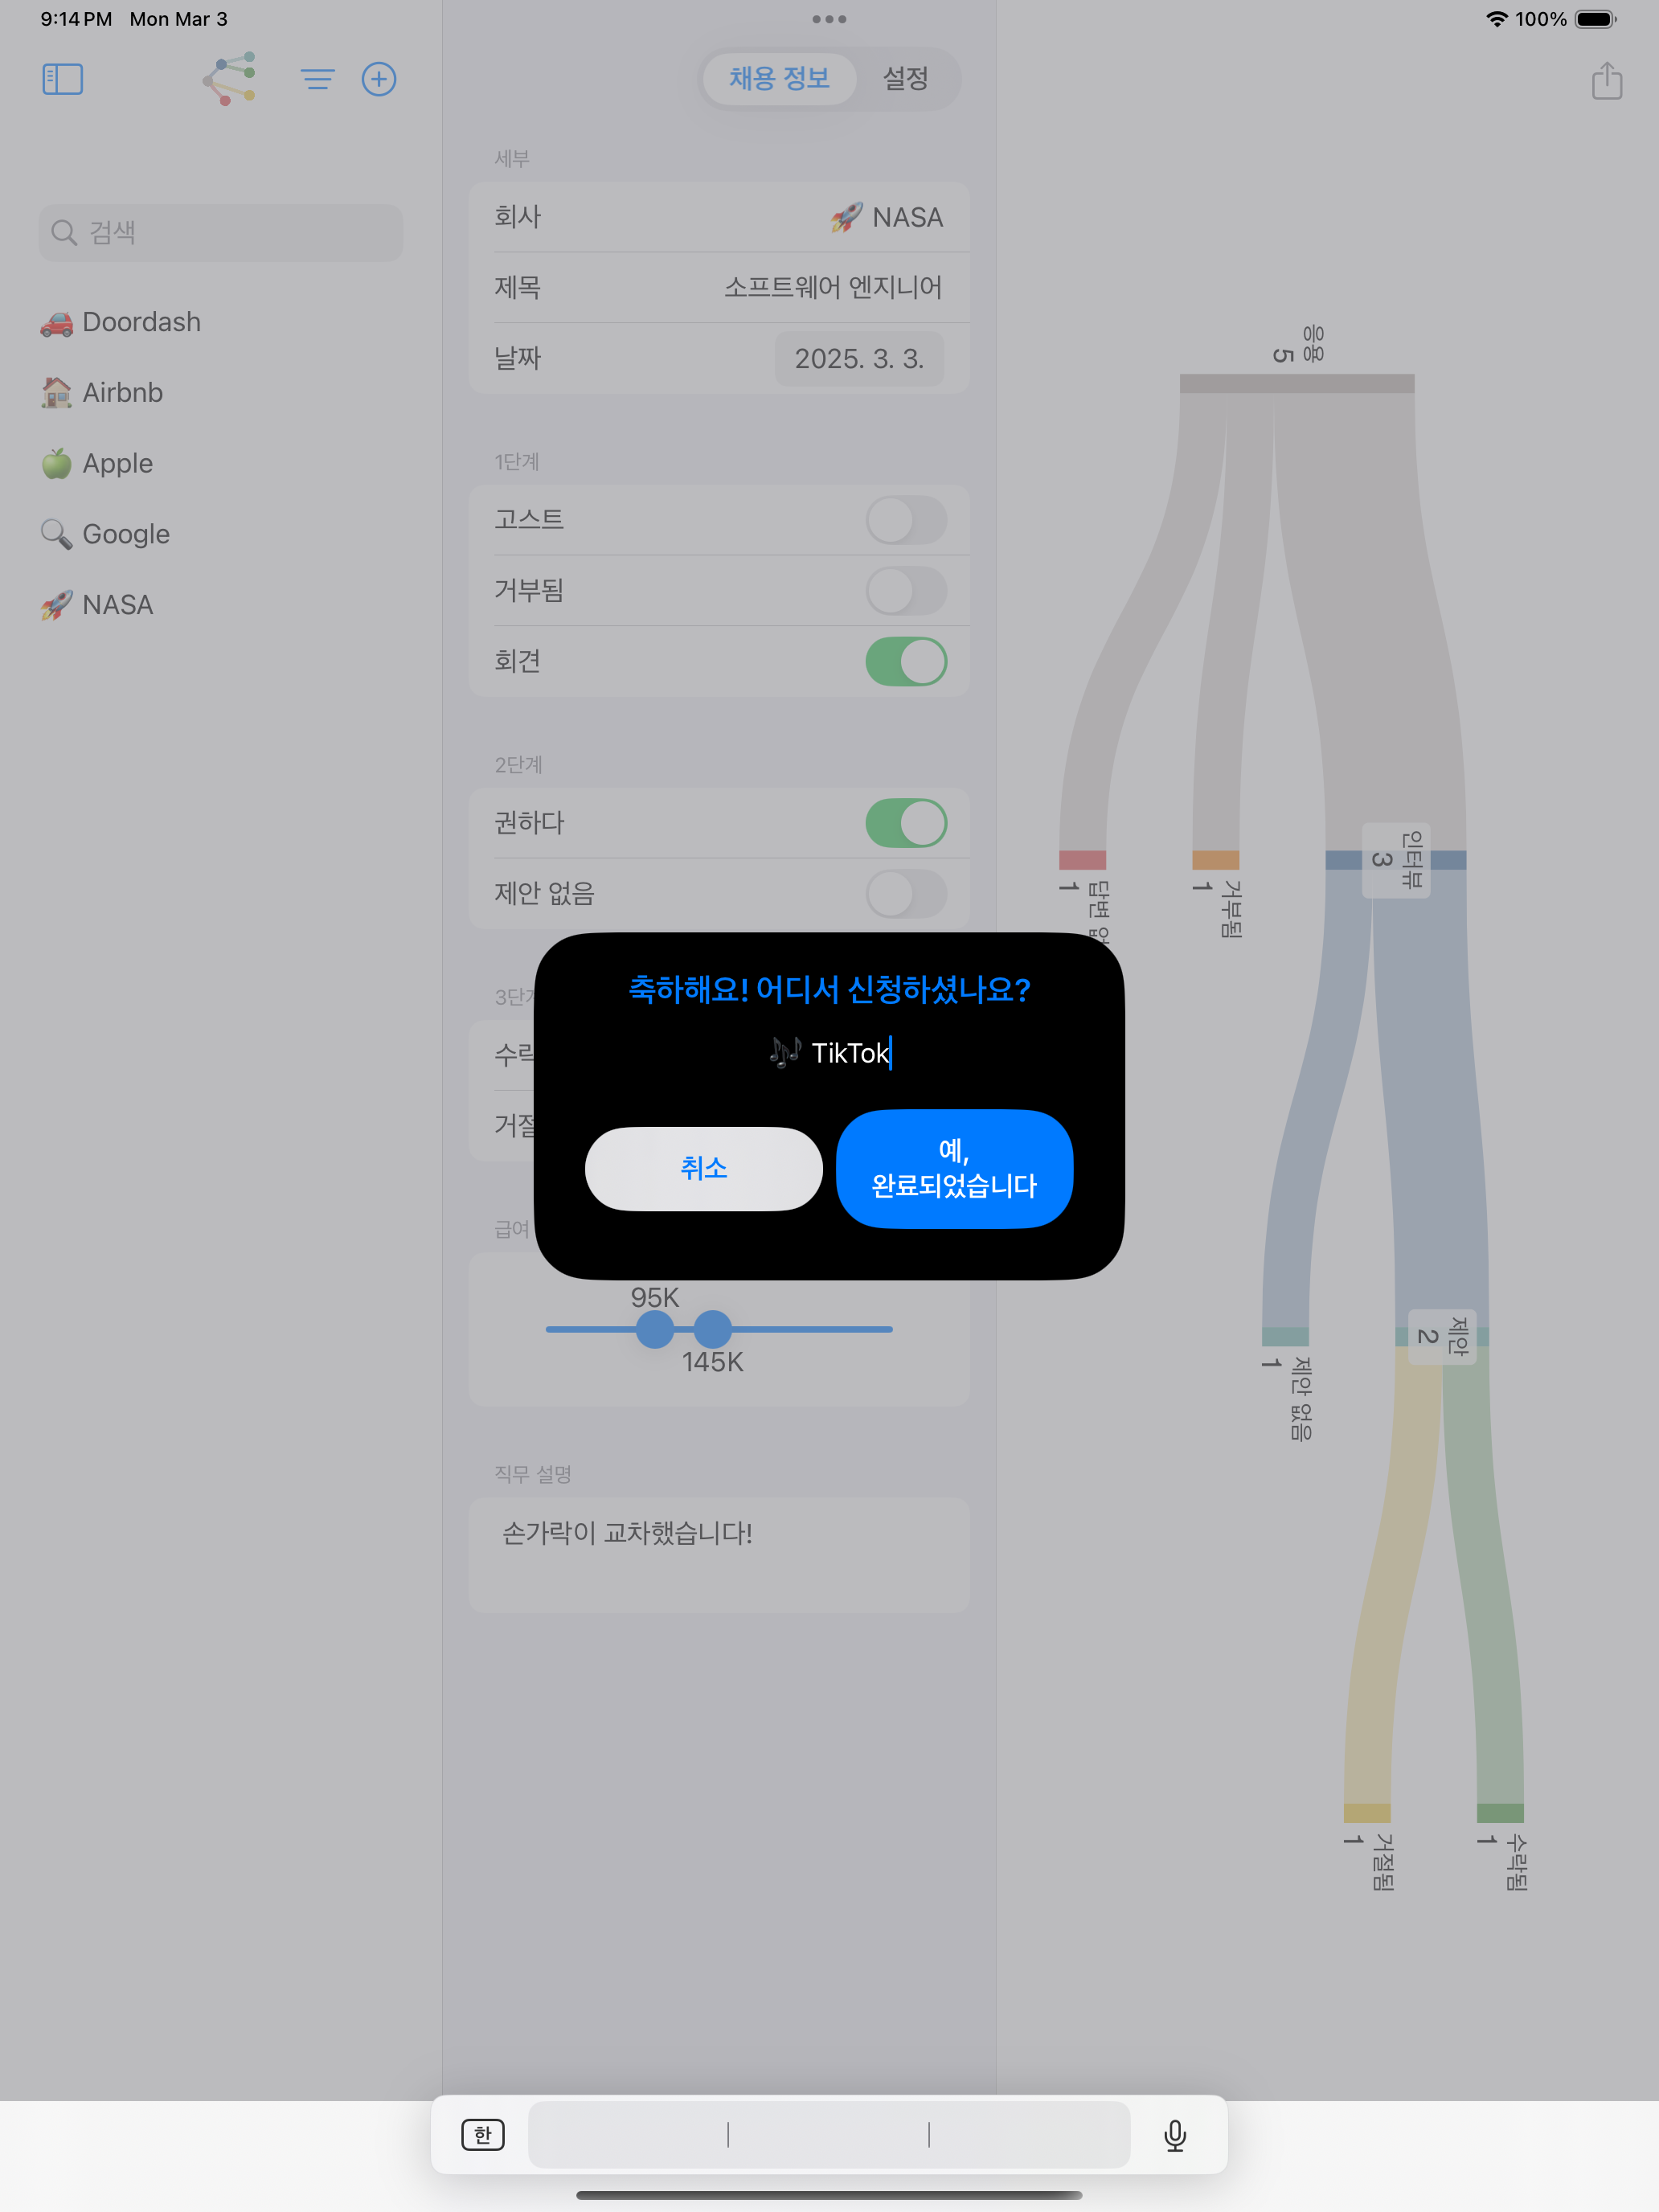 9:14 PM Mon Mar 3
100%
채용 정보
설정
검색
🚗 Doordash
🏠 Airbnb
🍏 Apple
🔍 Google
🚀 NASA
세부
회사 🚀 NASA
제목 소프트웨어 엔지니어
날짜 2025. 3. 3.
1단계
고스트
거부됨
회견
2단계
권하다
제안 없음
3단계
수락
거절
급여
95K
145K
직무 설명
손가락이 교차했습니다!
축하해요! 어디서 신청하셨나요?
🎶 TikTok
취소
예,
완료되었습니다
응용
5
답변
1
거부됨
1
인터뷰
3
제안 없음
1
제안
2
거절됨
1
수락됨
1
한